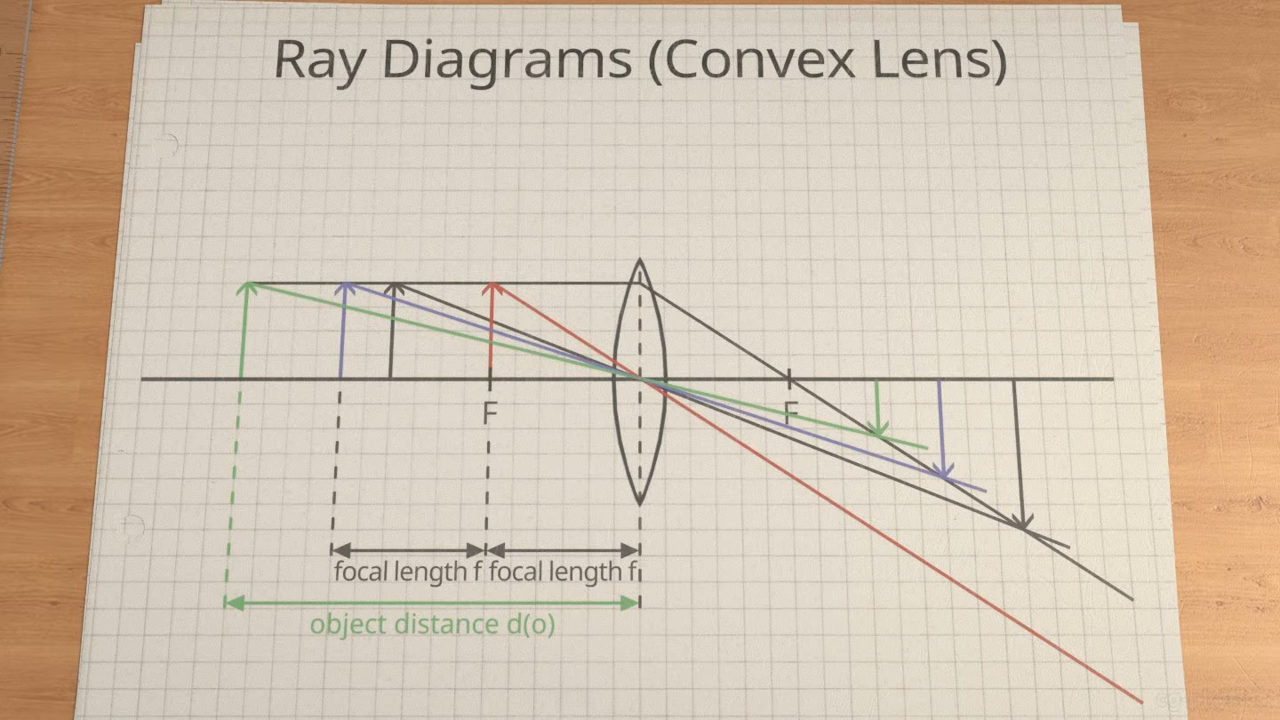 Ray Diagrams (Convex Lens)
F
F
focal length f focal length f
object distance d(o)